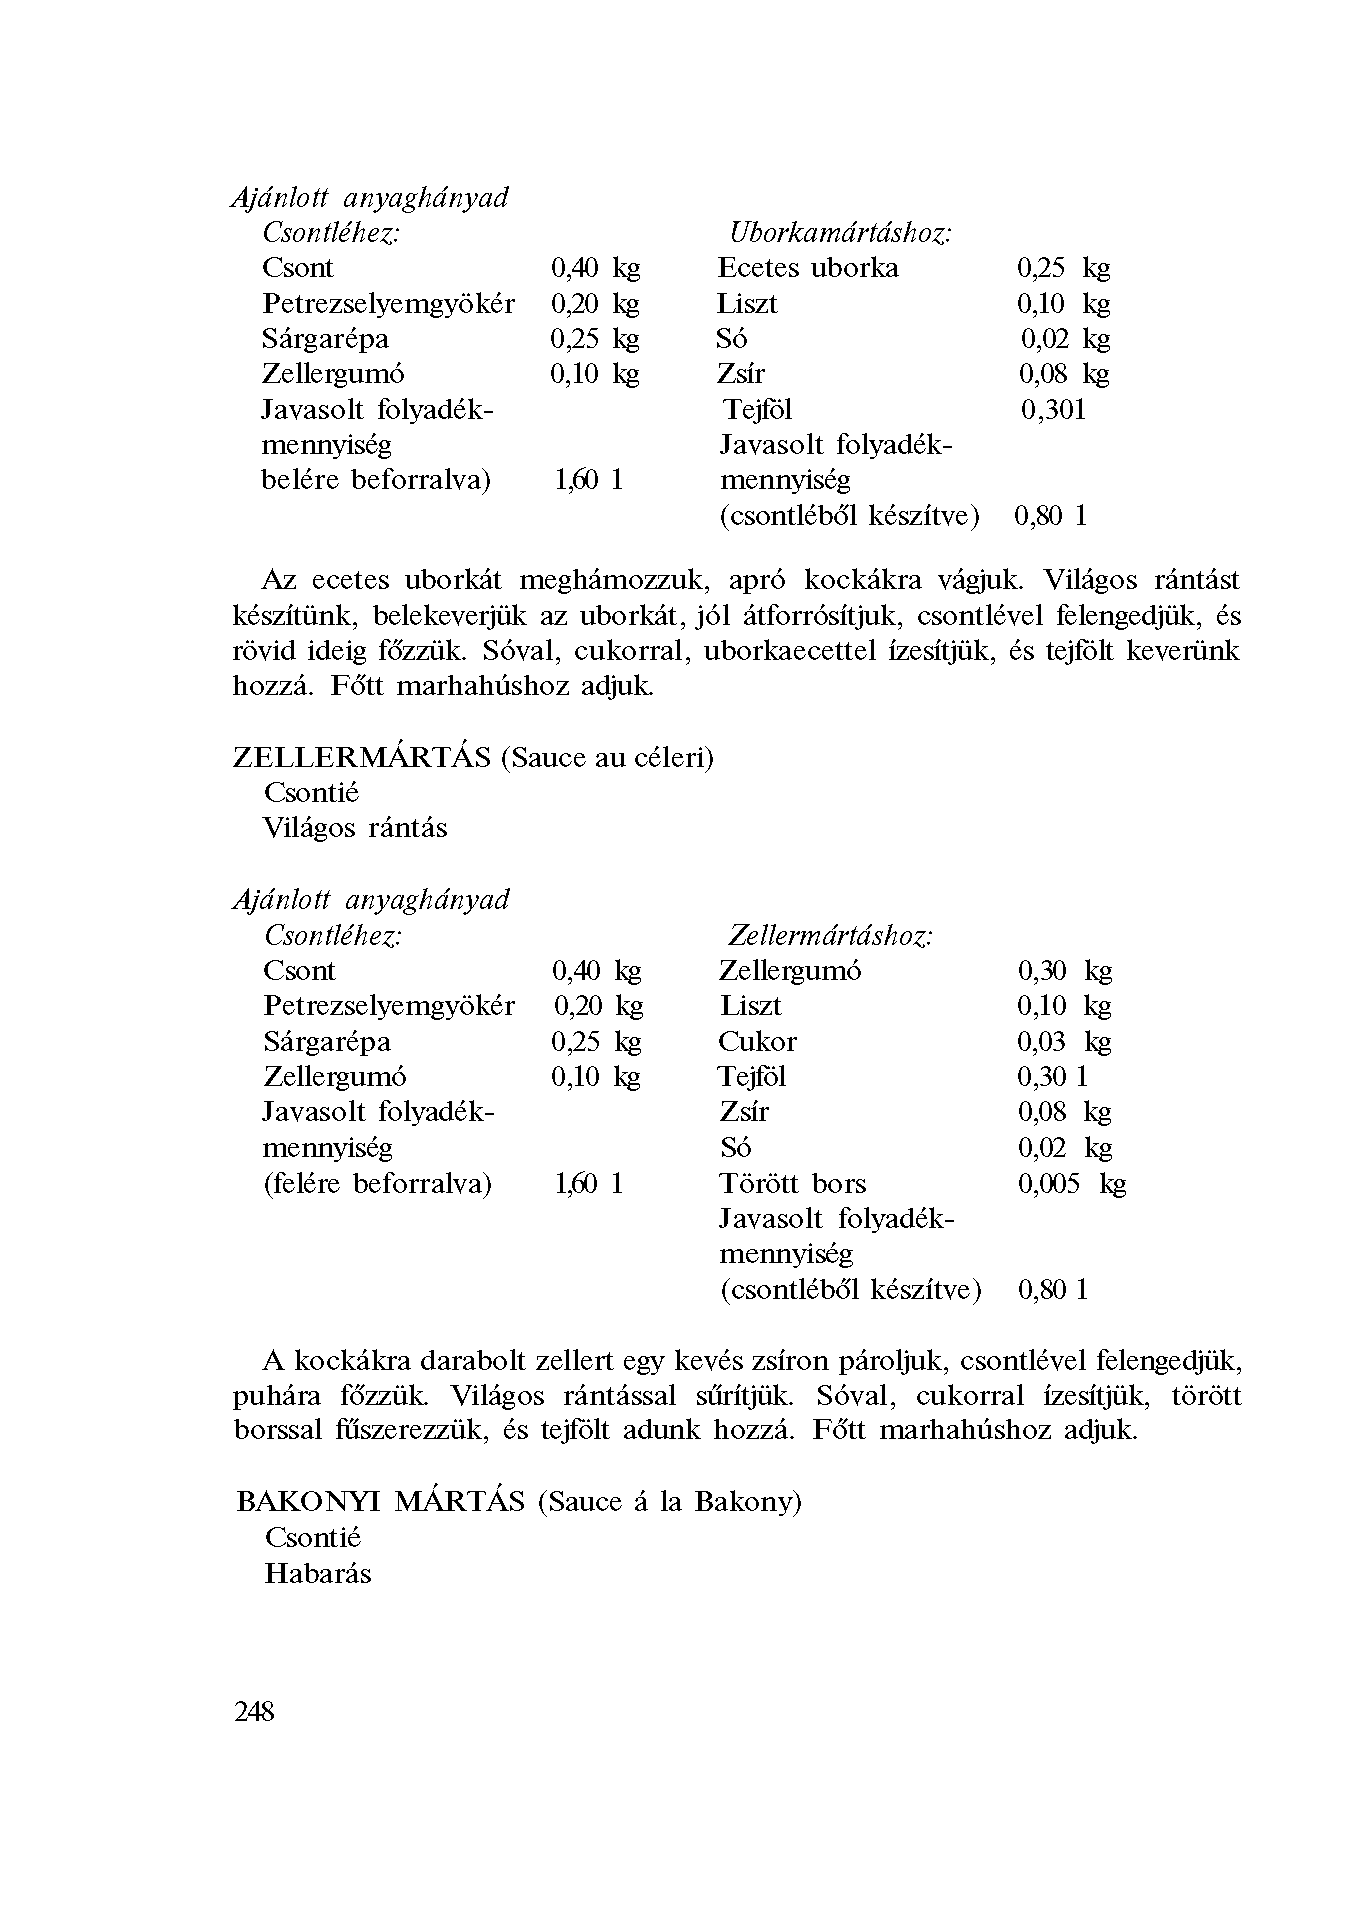 Ajánlott anyaghányad
Csontléhez: Uborkamártáshoz:
Csont 0,40 kg Ecetes uborka 0,25 kg
Petrezselyemgyökér 0,20 kg Liszt 0,10 kg
Sárgarépa 0,25 kg Só 0,02 kg
Zellergumó 0,10 kg Zsír 0,08 kg
Javasolt folyadék- Tejföl 0,301
mennyiség Javasolt folyadék-
belére beforralva) 1,60 1 mennyiség
(csontléből készítve) 0,80 1
Az ecetes uborkát meghámozzuk, apró kockákra vágjuk. Világos rántást
készítünk, belekeverjük az uborkát, jól átforrósítjuk, csontlével felengedjük, és
rövid ideig főzzük. Sóval, cukorral, uborkaecettel ízesítjük, és tejfölt keverünk
hozzá. Főtt marhahúshoz adjuk.
ZELLERMÁRTÁS (Sauce au céleri)
Csontié
Világos rántás
Ajánlott anyaghányad
Csontléhez: Zellermártáshoz:
Csont 0,40 kg Zellergumó 0,30 kg
Petrezselyemgyökér 0,20 kg Liszt 0,10 kg
Sárgarépa 0,25 kg Cukor 0,03 kg
Zellergumó 0,10 kg Tejföl 0,30 1
Javasolt folyadék- Zsír 0,08 kg
mennyiség Só 0,02 kg
(felére beforralva) 1,60 1 Törött bors 0,005 kg
Javasolt folyadék-
mennyiség
(csontléből készítve) 0,80 1
A kockákra darabolt zellert egy kevés zsíron pároljuk, csontlével felengedjük,
puhára főzzük. Világos rántással sűrítjük. Sóval, cukorral ízesítjük, törött
borssal fűszerezzük, és tejfölt adunk hozzá. Főtt marhahúshoz adjuk.
BAKONYI MÁRTÁS (Sauce á la Bakony)
Csontié
Habarás
248